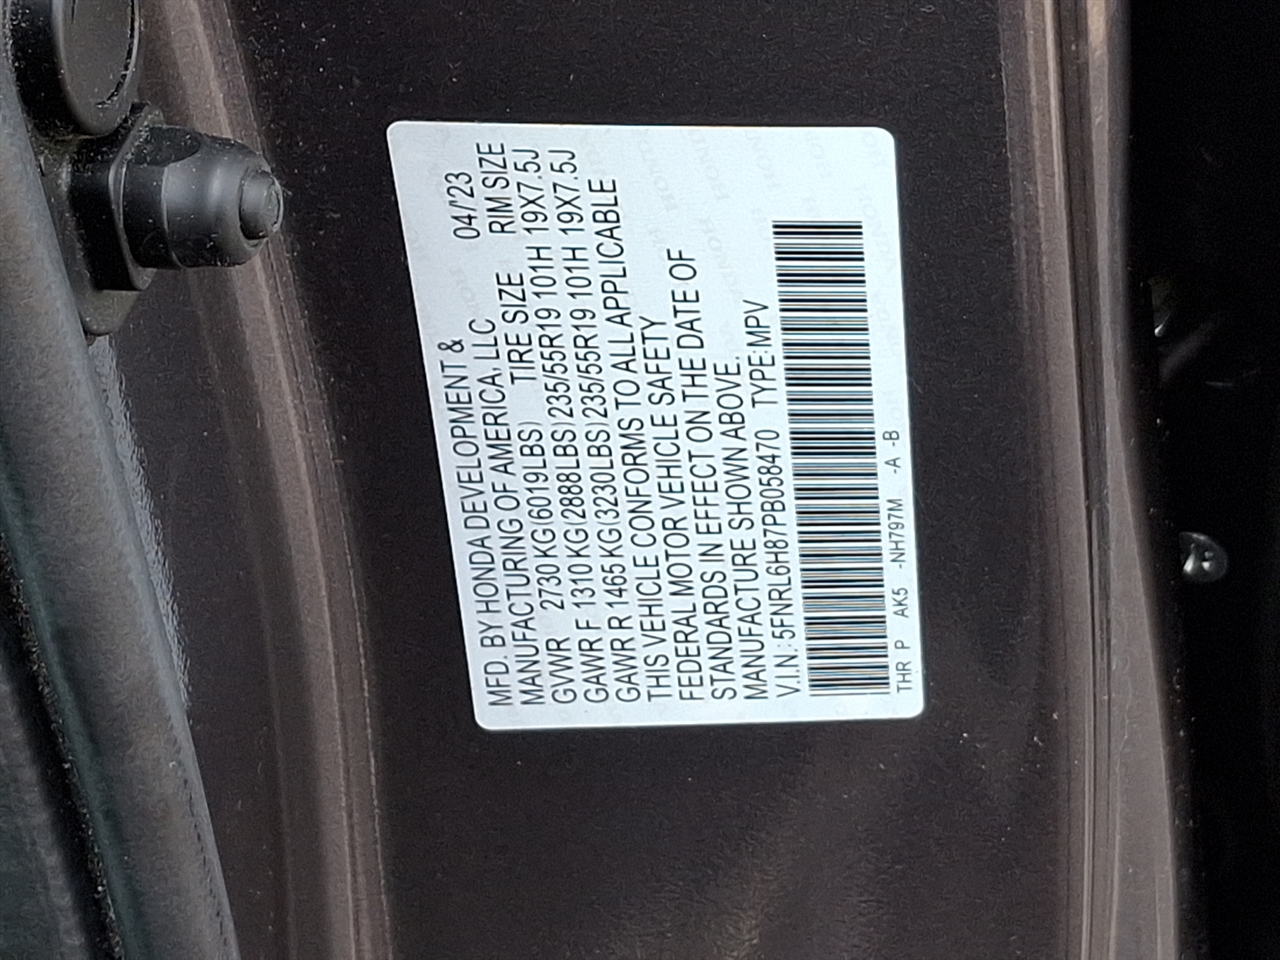 MFD. BY HONDA DEVELOPMENT &
MANUFACTURING OF AMERICA, LLC 04/'23
GVWR 2730 KG(6019LBS) TIRE SIZE RIM SIZE
GAWR F 1310 KG(2888LBS)235/55R19 101H 19X7.5J
GAWR R 1465 KG(3230LBS)235/55R19 101H 19X7.5J
THIS VEHICLE CONFORMS TO ALL APPLICABLE
FEDERAL MOTOR VEHICLE SAFETY
STANDARDS IN EFFECT ON THE DATE OF
MANUFACTURE SHOWN ABOVE.
V.I.N.:5FNRL6H87PB058470 TYPE:MPV
THR P AK5 -NH797M -A -B